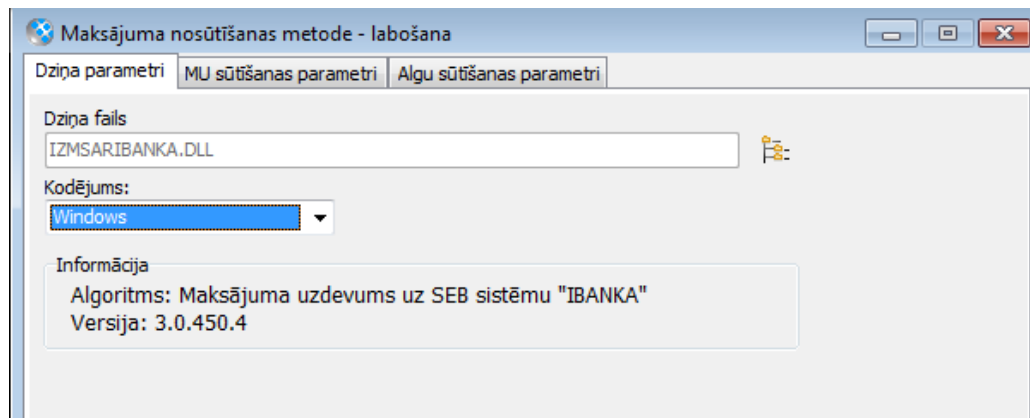 Maksājuma nosūtīšanas metode - labošana
Dziņa parametri MU sūtīšanas parametri Algu sūtīšanas parametri
Dziņa fails
IZMSARIBANKA.DLL
Kodējums:
Windows
Informācija
Algoritms: Maksājuma uzdevums uz SEB sistēmu "IBANKA"
Versija: 3.0.450.4